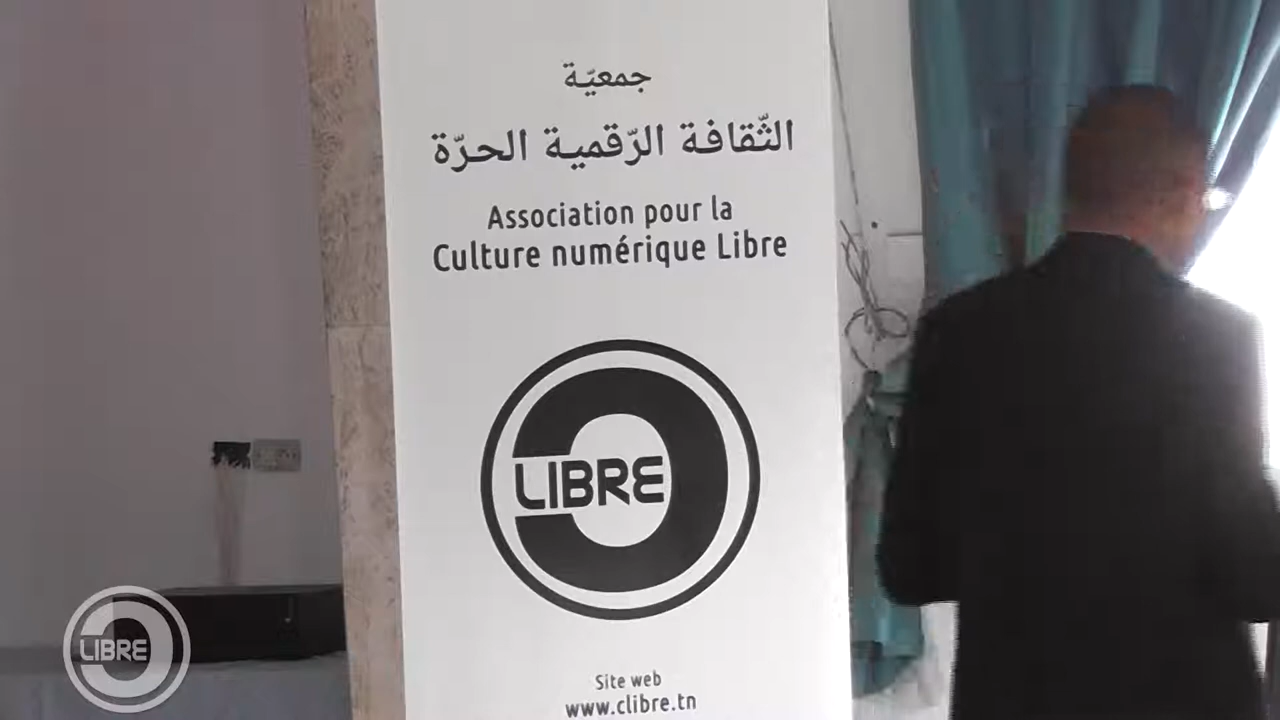 جمعيّة
الثّقافة الرّقمية الحرّة
Association pour la
Culture numérique Libre
LIBRE
Site web
www.clibre.tn
LIBRE